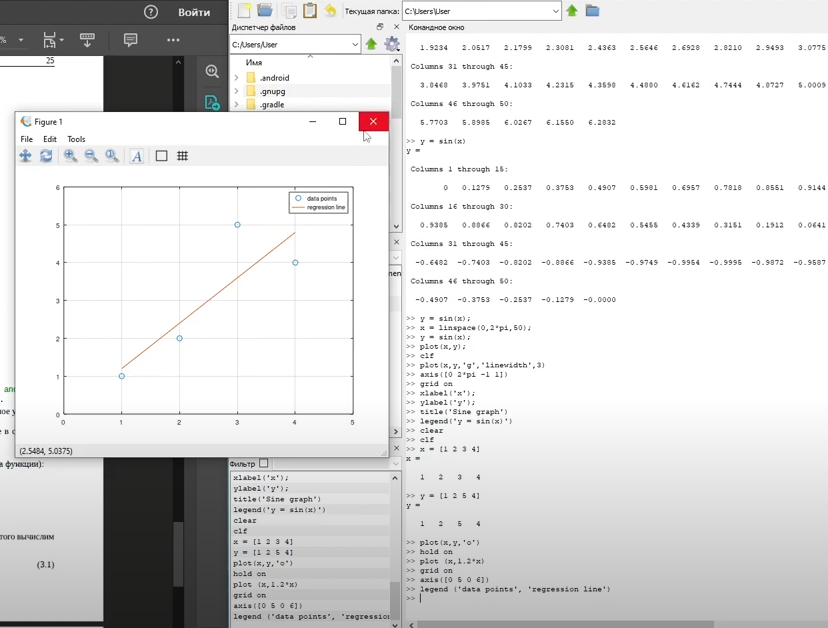 Войти
%
25
Текущая папка:
C:\Users\User
Диспетчер файлов
C:/Users/User
Имя
.android
.gnupg
.gradle
Figure 1
File Edit Tools
data points
regression line
6
5
4
3
2
1
0
0 1 2 3 4 5
(2.5484, 5.0375)
Фильтр
xlabel('x');
ylabel('y');
title('Sine graph')
legend('y = sin(x)')
clear
clf
x = [1 2 3 4]
y = [1 2 5 4]
plot(x,y,'o')
hold on
plot (x,1.2*x)
grid on
axis([0 5 0 6])
legend ('data points', 'regression
а функции):
того вычислим
(3.1)
Командное окно
1.9234 2.0517 2.1799 2.3081 2.4363 2.5646 2.6928 2.8210 2.9493 3.0775
Columns 31 through 45:
3.8468 3.9751 4.1033 4.2315 4.3598 4.4880 4.6162 4.7444 4.8727 5.0009
Columns 46 through 50:
5.7703 5.8985 6.0267 6.1550 6.2832
>> y = sin(x)
y =
Columns 1 through 15:
0 0.1279 0.2537 0.3753 0.4907 0.5981 0.6957 0.7818 0.8551 0.9144
Columns 16 through 30:
0.9385 0.8866 0.8202 0.7403 0.6482 0.5455 0.4339 0.3151 0.1912 0.0641
Columns 31 through 45:
-0.6482 -0.7403 -0.8202 -0.8866 -0.9385 -0.9749 -0.9954 -0.9995 -0.9872 -0.9587
Columns 46 through 50:
-0.4907 -0.3753 -0.2537 -0.1279 -0.0000
>> y = sin(x);
>> x = linspace(0,2*pi,50);
>> y = sin(x);
>> plot(x,y);
>> clf
>> plot(x,y,'g','linewidth',3)
>> axis([0 2*pi -1 1])
>> grid on
>> xlabel('x');
>> ylabel('y');
>> title('Sine graph')
>> legend('y = sin(x)')
>> clear
>> clf
>> x = [1 2 3 4]
x =
1 2 3 4
>> y = [1 2 5 4]
y =
1 2 5 4
>> plot(x,y,'o')
>> hold on
>> plot (x,1.2*x)
>> grid on
>> axis([0 5 0 6])
>> legend ('data points', 'regression line')
>>